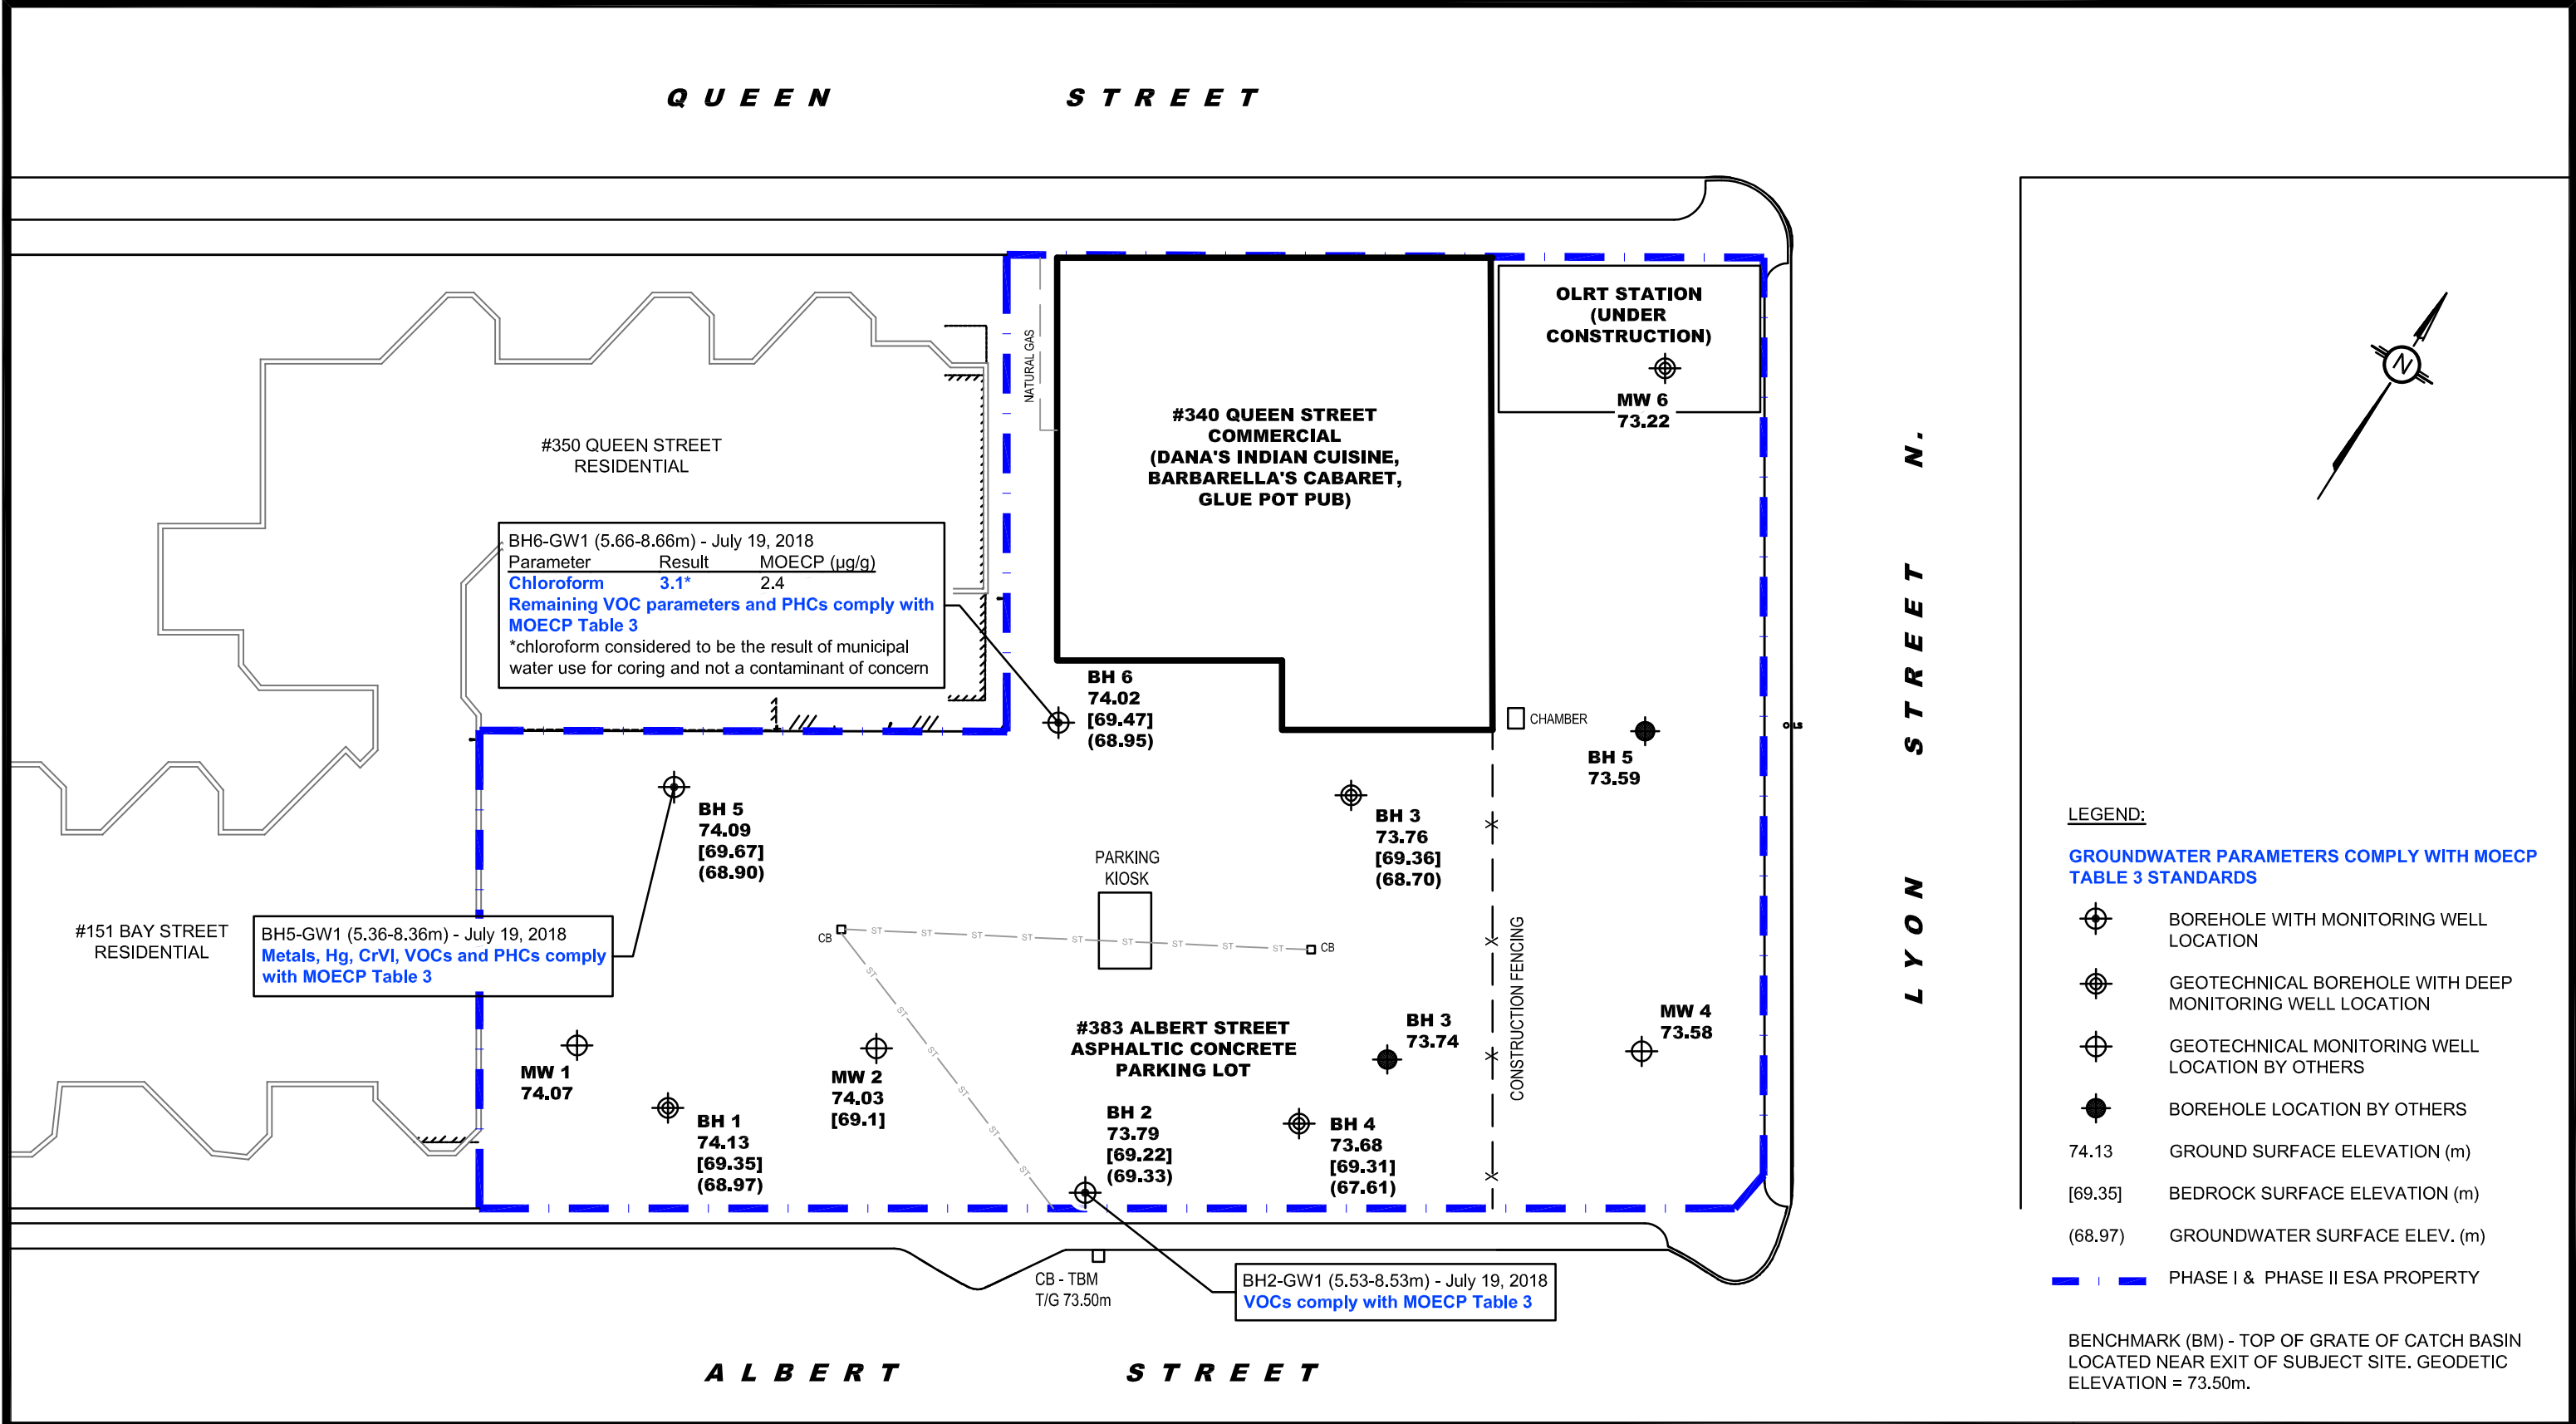 QUEEN STREET
OLRT STATION
(UNDER
CONSTRUCTION)
MW 6
73.22
NATURAL GAS
#340 QUEEN STREET
COMMERCIAL
(DANA'S INDIAN CUISINE,
BARBARELLA'S CABARET,
GLUE POT PUB)
#350 QUEEN STREET
RESIDENTIAL
N
LYON STREET N.
BH6-GW1 (5.66-8.66m) - July 19, 2018
Parameter Result MOECP (µg/g)
Chloroform 3.1* 2.4
Remaining VOC parameters and PHCs comply with
MOECP Table 3
*chloroform considered to be the result of municipal
water use for coring and not a contaminant of concern
BH 6
74.02
[69.47]
(68.95)
CHAMBER
BH 5
73.59
BH 5
74.09
[69.67]
(68.90)
BH 3
73.76
[69.36]
(68.70)
PARKING
KIOSK
#151 BAY STREET
RESIDENTIAL
BH5-GW1 (5.36-8.36m) - July 19, 2018
Metals, Hg, CrVI, VOCs and PHCs comply
with MOECP Table 3
CB ST ST ST ST ST ST ST ST ST CB
ST
ST
ST
ST
ST
CONSTRUCTION FENCING
MW 1
74.07
MW 2
74.03
[69.1]
#383 ALBERT STREET
ASPHALTIC CONCRETE
PARKING LOT
BH 3
73.74
MW 4
73.58
BH 1
74.13
[69.35]
(68.97)
BH 2
73.79
[69.22]
(69.33)
BH 4
73.68
[69.31]
(67.61)
CB - TBM
T/G 73.50m
BH2-GW1 (5.53-8.53m) - July 19, 2018
VOCs comply with MOECP Table 3
ALBERT STREET
LEGEND:
GROUNDWATER PARAMETERS COMPLY WITH MOECP
TABLE 3 STANDARDS
BOREHOLE WITH MONITORING WELL
LOCATION
GEOTECHNICAL BOREHOLE WITH DEEP
MONITORING WELL LOCATION
GEOTECHNICAL MONITORING WELL
LOCATION BY OTHERS
BOREHOLE LOCATION BY OTHERS
74.13 GROUND SURFACE ELEVATION (m)
[69.35] BEDROCK SURFACE ELEVATION (m)
(68.97) GROUNDWATER SURFACE ELEV. (m)
PHASE I & PHASE II ESA PROPERTY
BENCHMARK (BM) - TOP OF GRATE OF CATCH BASIN
LOCATED NEAR EXIT OF SUBJECT SITE. GEODETIC
ELEVATION = 73.50m.